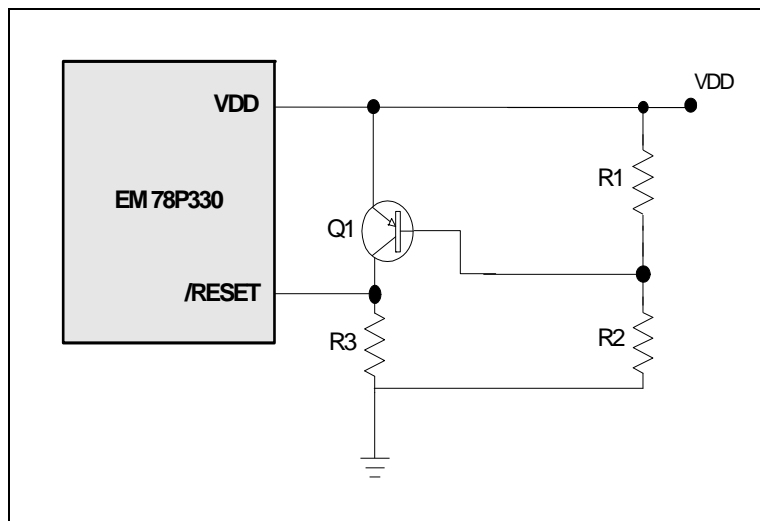 VDD
VDD
R1
EM 78P330
Q1
/RESET
R3
R2